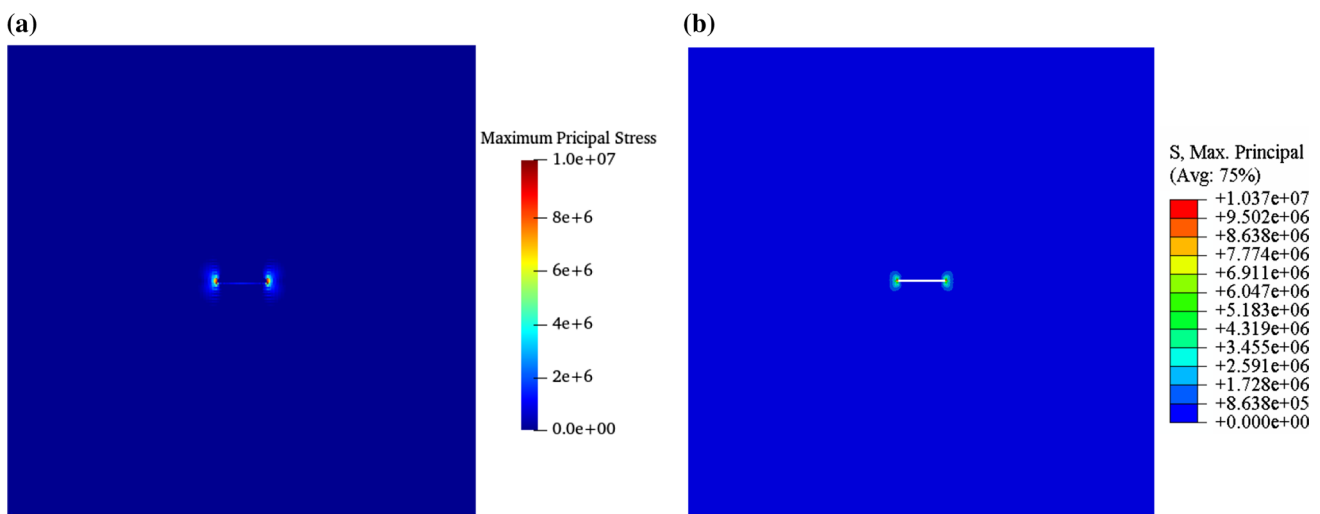 (a)
(b)
Maximum Pricipal Stress
1.0e+07
8e+6
6e+6
4e+6
2e+6
0.0e+00
S, Max. Principal
(Avg: 75%)
+1.037e+07
+9.502e+06
+8.638e+06
+7.774e+06
+6.911e+06
+6.047e+06
+5.183e+06
+4.319e+06
+3.455e+06
+2.591e+06
+1.728e+06
+8.638e+05
+0.000e+00